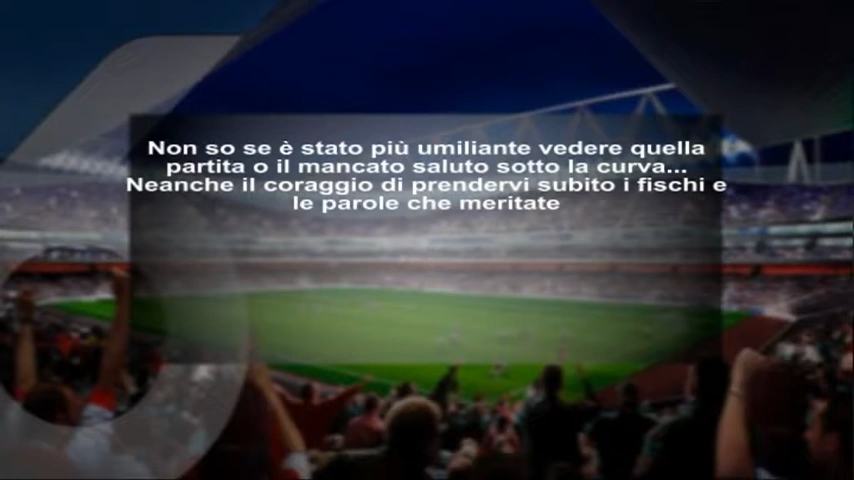 Non so se è stato più umiliante vedere quella
partita o il mancato saluto sotto la curva...
Neanche il coraggio di prendervi subito i fischi e
le parole che meritate